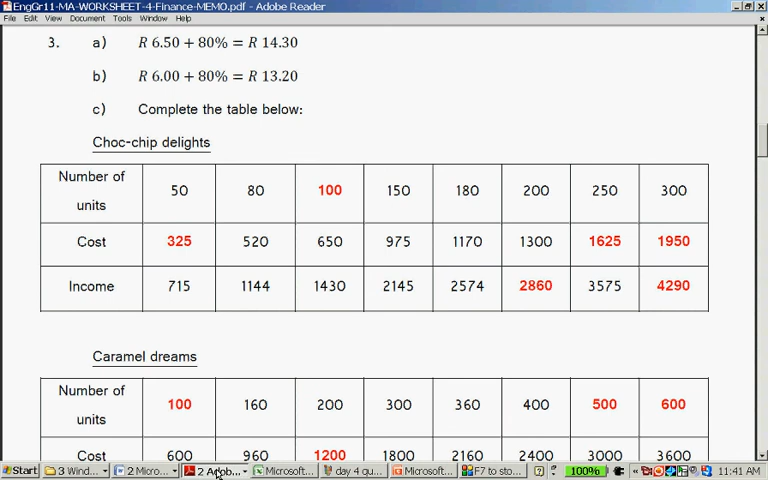 EngGr11-MA-WORKSHEET-4-Finance-MEMO.pdf - Adobe Reader
File Edit View Document Tools Window Help
3. a) R 6.50 + 80% = R 14.30
b) R 6.00 + 80% = R 13.20
c) Complete the table below:
Choc-chip delights
Number of units 50 80 100 150 180 200 250 300
Cost 325 520 650 975 1170 1300 1625 1950
Income 715 1144 1430 2145 2574 2860 3575 4290
Caramel dreams
Number of units 100 160 200 300 360 400 500 600
Cost 600 960 1200 1800 2160 2400 3000 3600
Start 3 Wind... 2 Micro... 2 Adob... Microsoft... day 4 qu... Microsoft... F7 to sto... 100% 11:41 AM